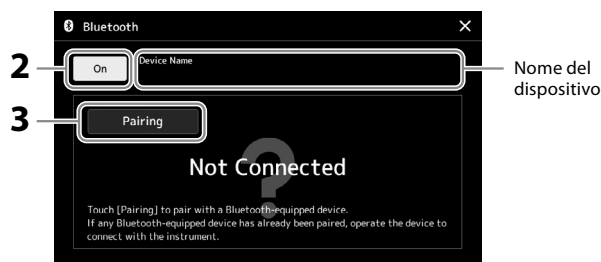 Bluetooth
2
On
Device Name
Nome del
dispositivo
3
Pairing
Not Connected
?
Touch [Pairing] to pair with a Bluetooth-equipped device.
If any Bluetooth-equipped device has already been paired, operate the device to
connect with the instrument.